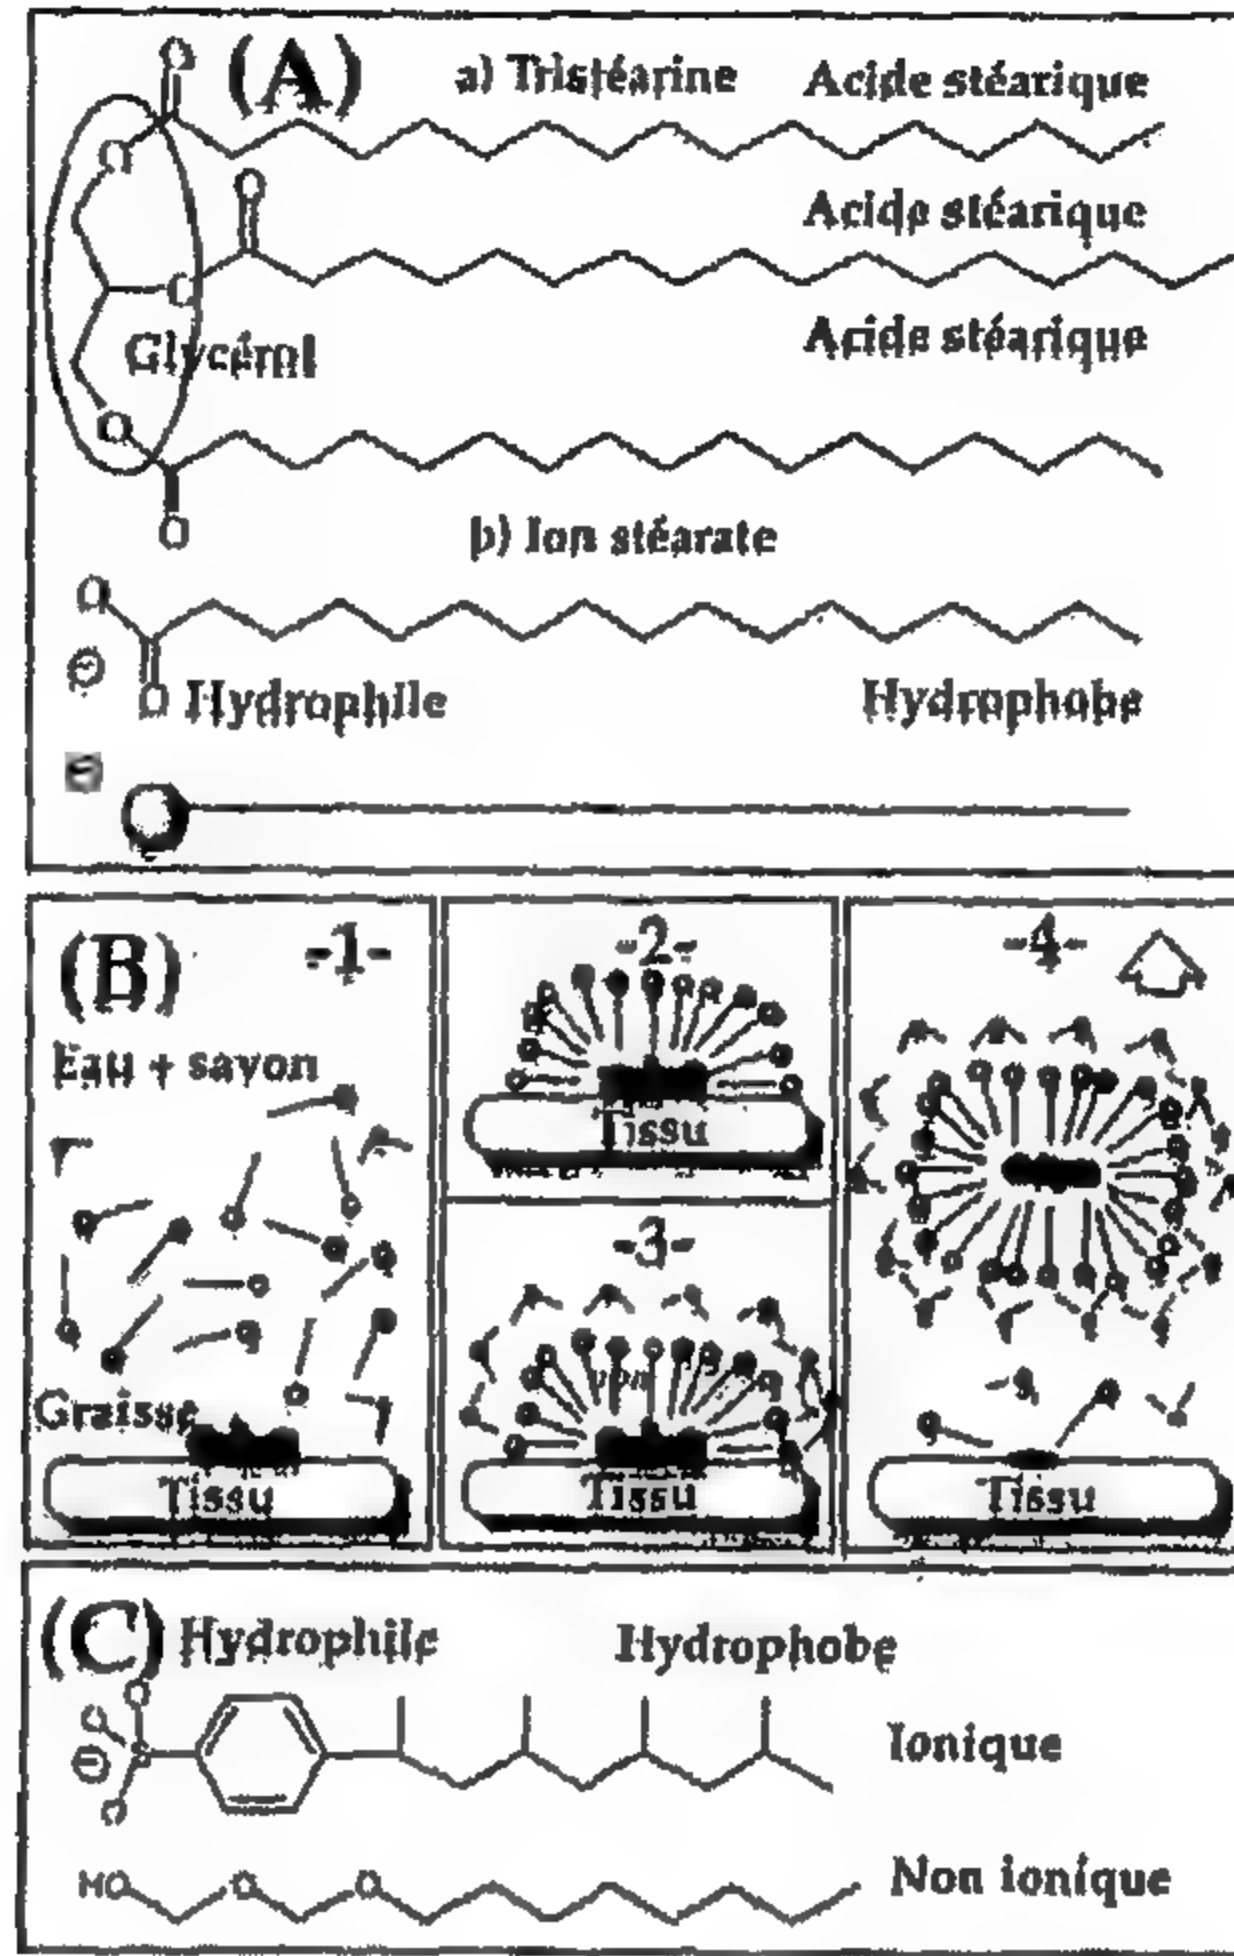 (A)
a) Tristéarine Acide stéarique
Acide stéarique
Acide stéarique
Glycérol
b) Ion stéarate
Hydrophile Hydrophobe
(B) -1-
Eau + savon
Graisse
Tissu
-2-
Tissu
-3-
Tissu
-4-
Tissu
(C) Hydrophile Hydrophobe
Ionique
HO O O Non ionique